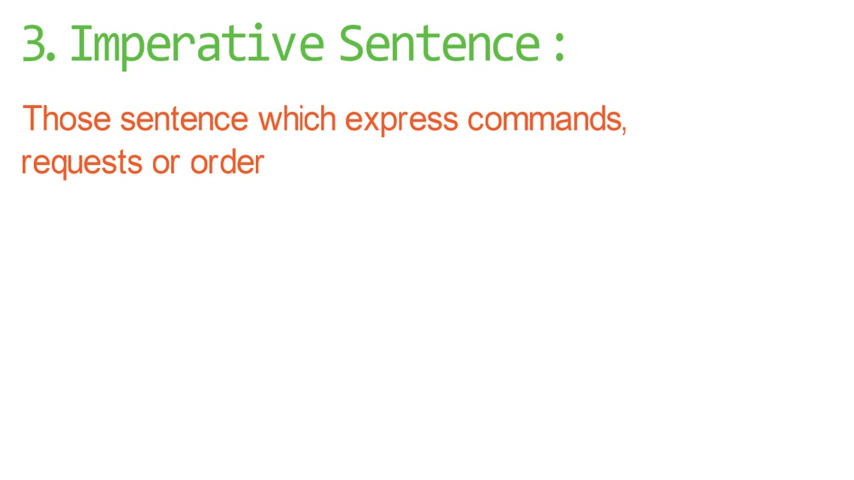 3. Imperative Sentence :
Those sentence which express commands,
requests or order